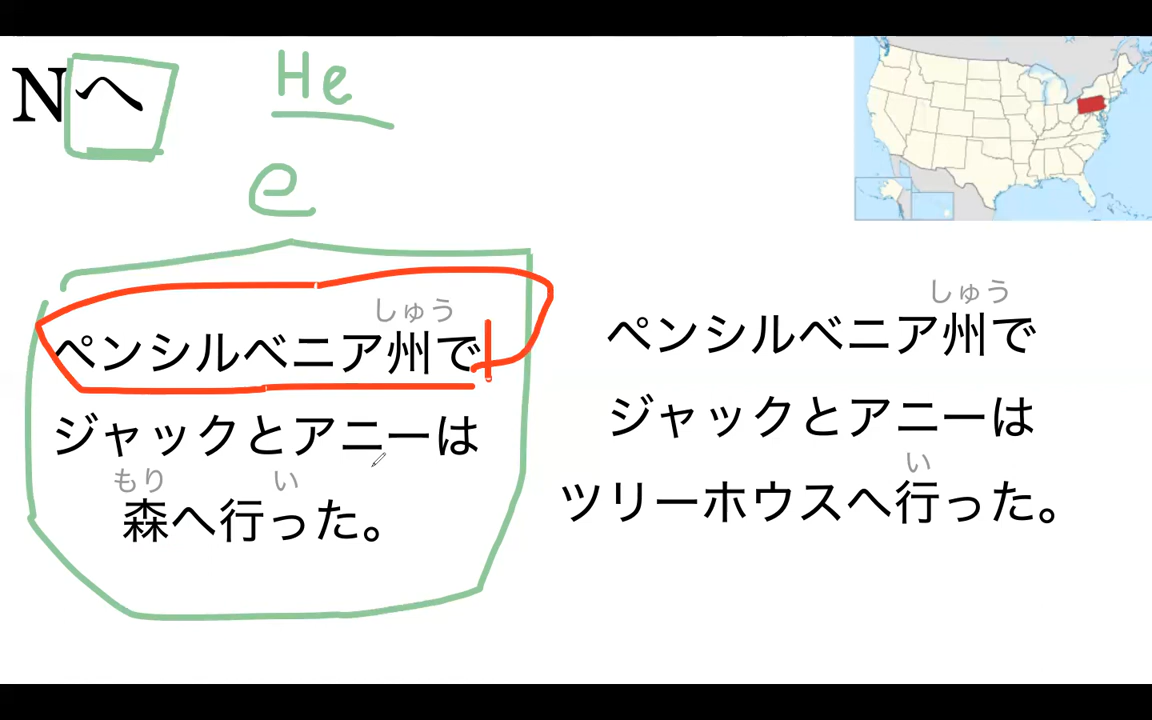 Nへ
He
e
しゅう
ペンシルベニア州で
ジャックとアニーは
もり い
森へ行った。
しゅう
ペンシルベニア州で
ジャックとアニーは
い
ツリーホウスへ行った。